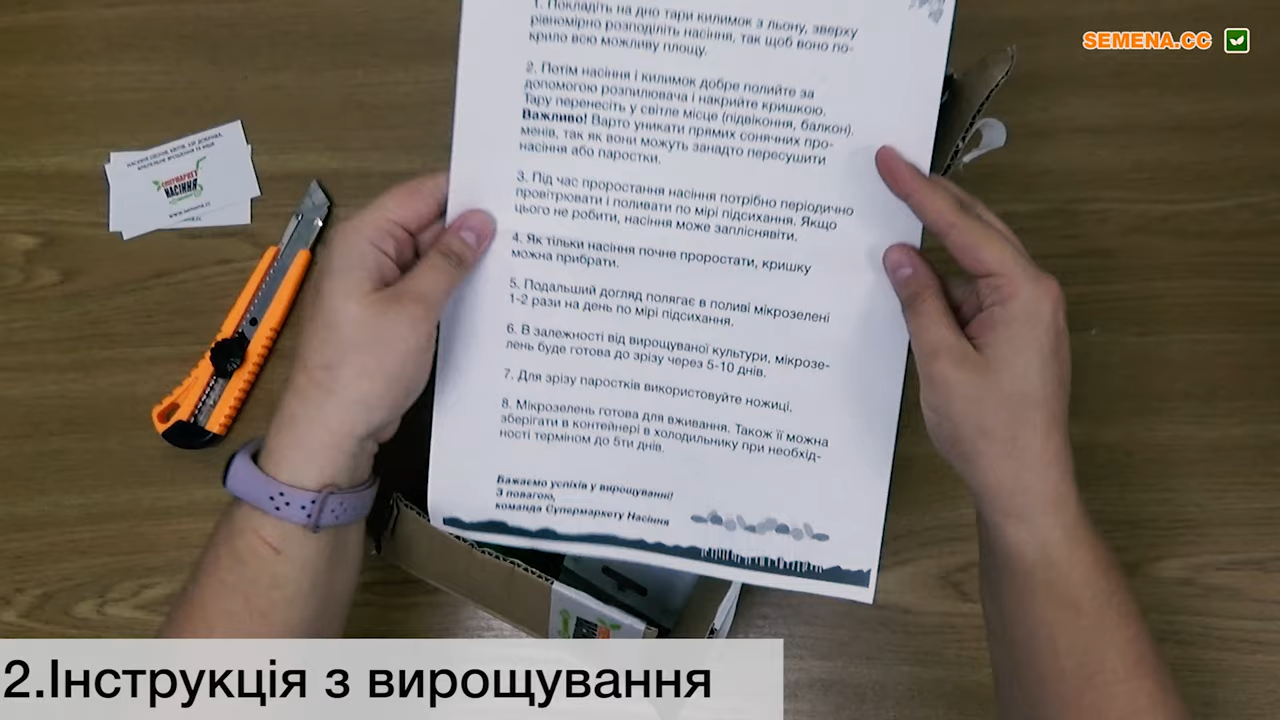 SEMENA.CC
1. Покладіть на дно тари килимок з льону, зверху
рівномірно розподіліть насіння, так щоб воно по-
крило всю можливу площу.
2. Потім насіння і килимок добре полийте за
допомогою розпилювача і накрийте кришкою.
Тару перенесіть у світле місце (підвіконня, балкон).
Важливо! Варто уникати прямих сонячних про-
менів, так як вони можуть занадто пересушити
насіння або паростки.
3. Під час проростання насіння потрібно періодично
провітрювати і поливати по мірі підсихання. Якщо
цього не робити, насіння може запліснявіти.
4. Як тільки насіння почне проростати, кришку
можна прибрати.
5. Подальший догляд полягає в поливі мікрозелені
1-2 рази на день по мірі підсихання.
6. В залежності від вирощуваної культури, мікрозе-
лень буде готова до зрізу через 5-10 днів.
7. Для зрізу паростків використовуйте ножиці.
8. Мікрозелень готова для вживання. Також її можна
зберігати в контейнері в холодильнику при необхід-
ності терміном до 5ти днів.
Бажаємо успіхів у вирощуванні!
З повагою,
команда Супермаркету Насіння
СУПЕРМАРКЕТ
НАСІННЯ
www.semena.cc
2.Інструкція з вирощування